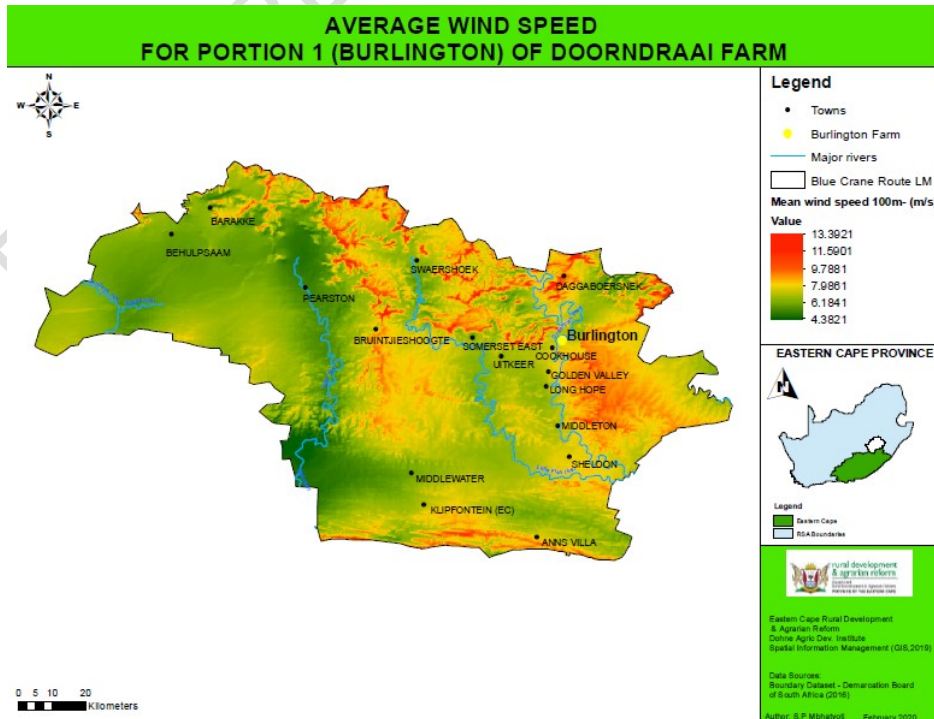 AVERAGE WIND SPEED
FOR PORTION 1 (BURLINGTON) OF DOORNDRAAI FARM
N
W E
S
BARAKKE
BEHULPSAAM
SWAERSHOEK
DAGGABOERSNEK
PEARSTON
Burlington
BRUINTJIESHOOGTE
SOMERSET EAST
COOKHOUSE
UITKEER
GOLDEN VALLEY
LONG HOPE
MIDDLETON
SHELDON
MIDDLEWATER
KLIPFONTEIN (EC)
ANNS VILLA
0 5 10 20
Kilometers
Legend
Towns
Burlington Farm
Major rivers
Blue Crane Route LM
Mean wind speed 100m- (m/s
Value
13.3921
11.5901
9.7881
7.9861
6.1841
4.3821
EASTERN CAPE PROVINCE
N
Legend
Eastern Cape
RSA Boundaries
rural development
& agrarian reform
Eastern Cape Rural Development
& Agrarian Reform
Dohne Agric Dev. Institute
Spatial Information Management (GIS,2019)
Data Sources:
Boundary Dataset - Demarcation Board
of South Africa (2016)
Author: S.P Mbhatyoti February 2020